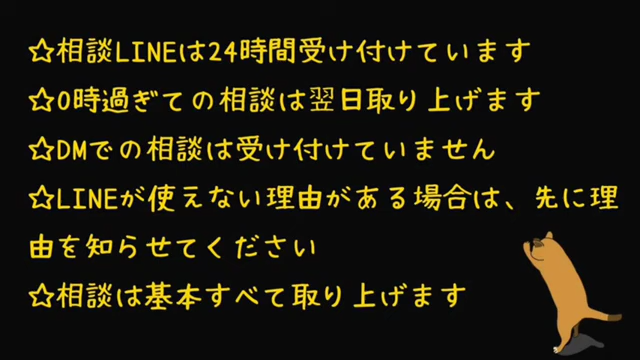 ☆相談LINEは24時間受け付けています
☆0時過ぎての相談は翌日取り上げます
☆DMでの相談は受け付けていません
☆LINEが使えない理由がある場合は、先に理
由を知らせてください
☆相談は基本すべて取り上げます